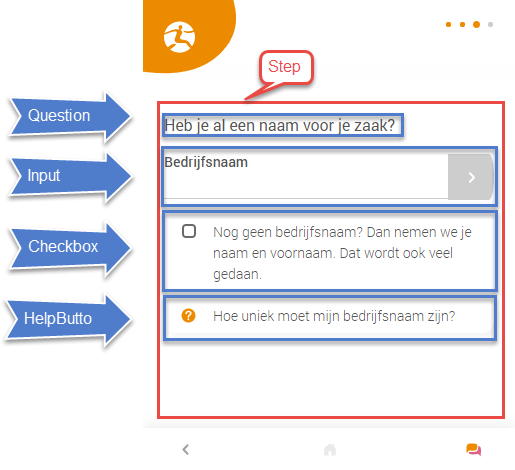 Step
Question
Heb je al een naam voor je zaak?
Input
Bedrijfsnaam
Checkbox
Nog geen bedrijfsnaam? Dan nemen we je
naam en voornaam. Dat wordt ook veel
gedaan.
HelpButto
? Hoe uniek moet mijn bedrijfsnaam zijn?